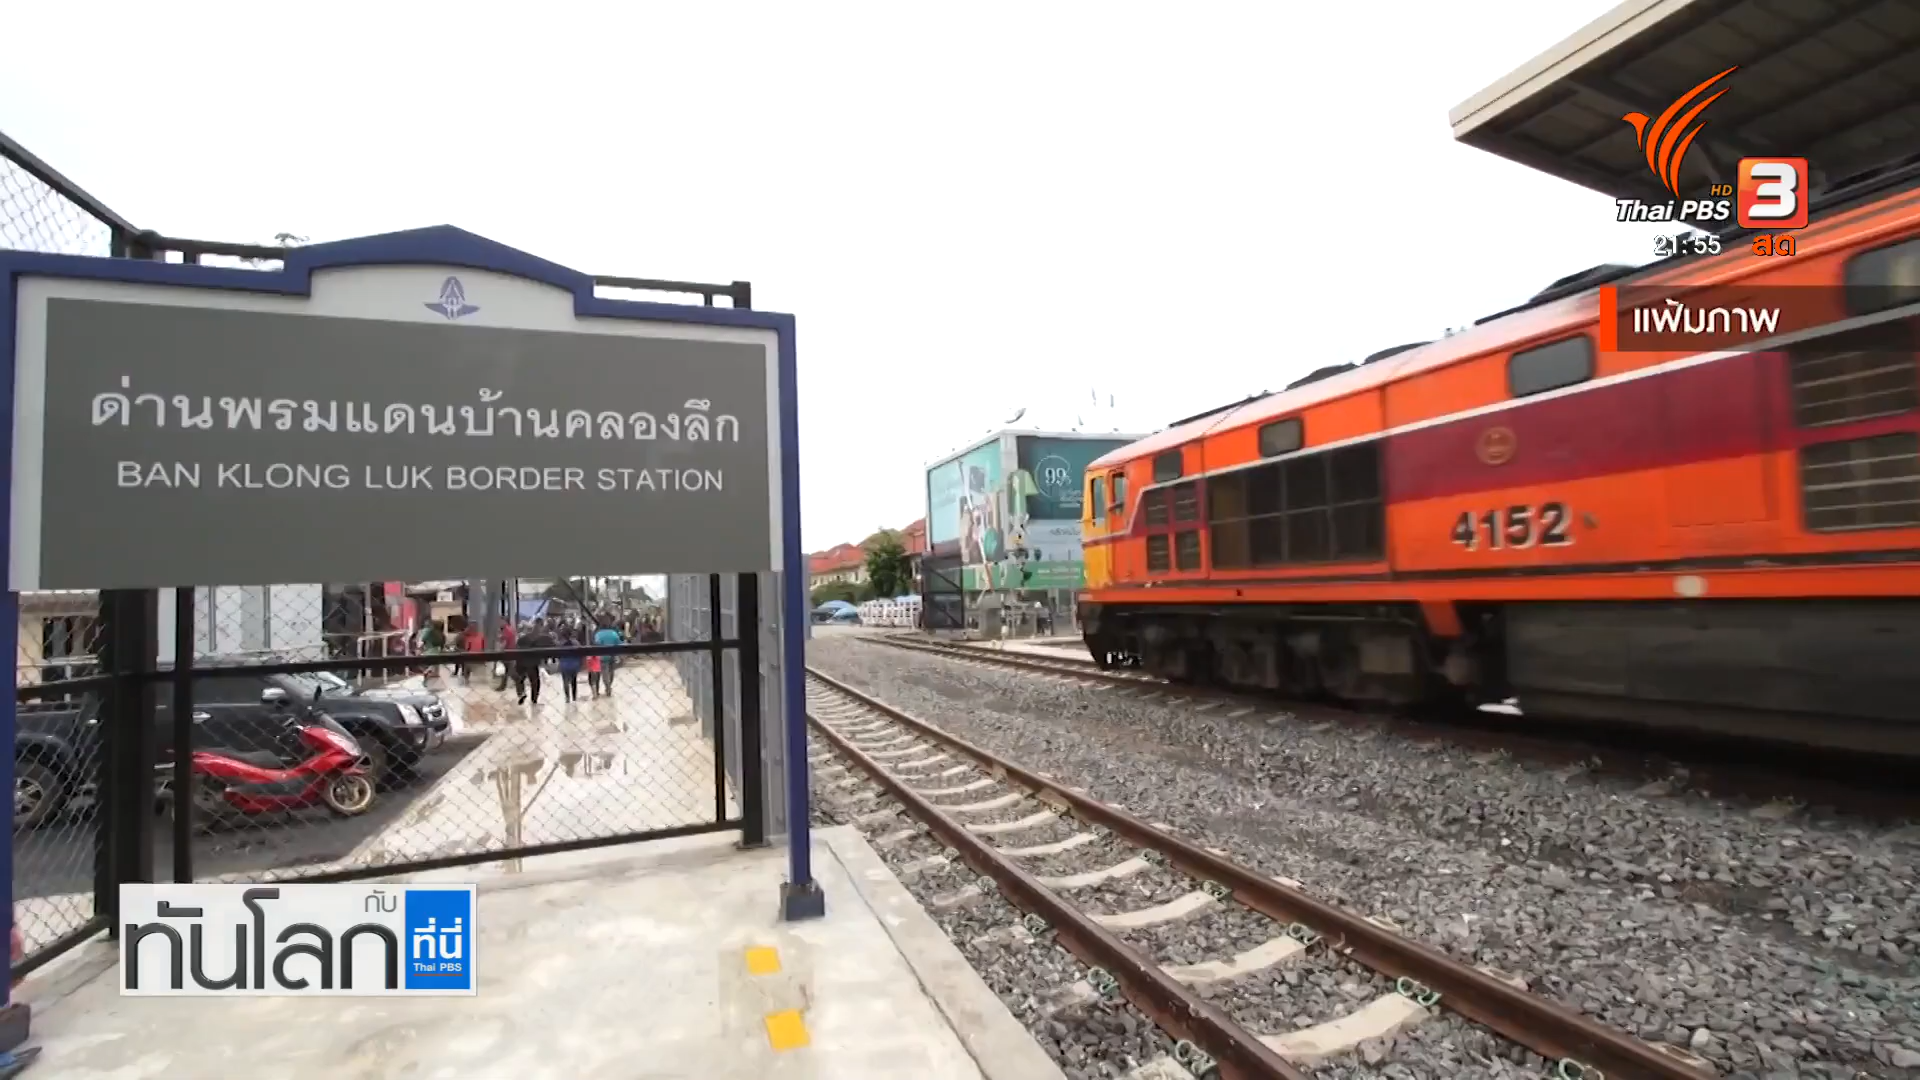 Thai PBS HD 3
21:55 สด
แฟ้มภาพ
ด่านพรมแดนบ้านคลองลึก
BAN KLONG LUK BORDER STATION
99%
4152
ทันโลก กับ ที่นี่
Thai PBS